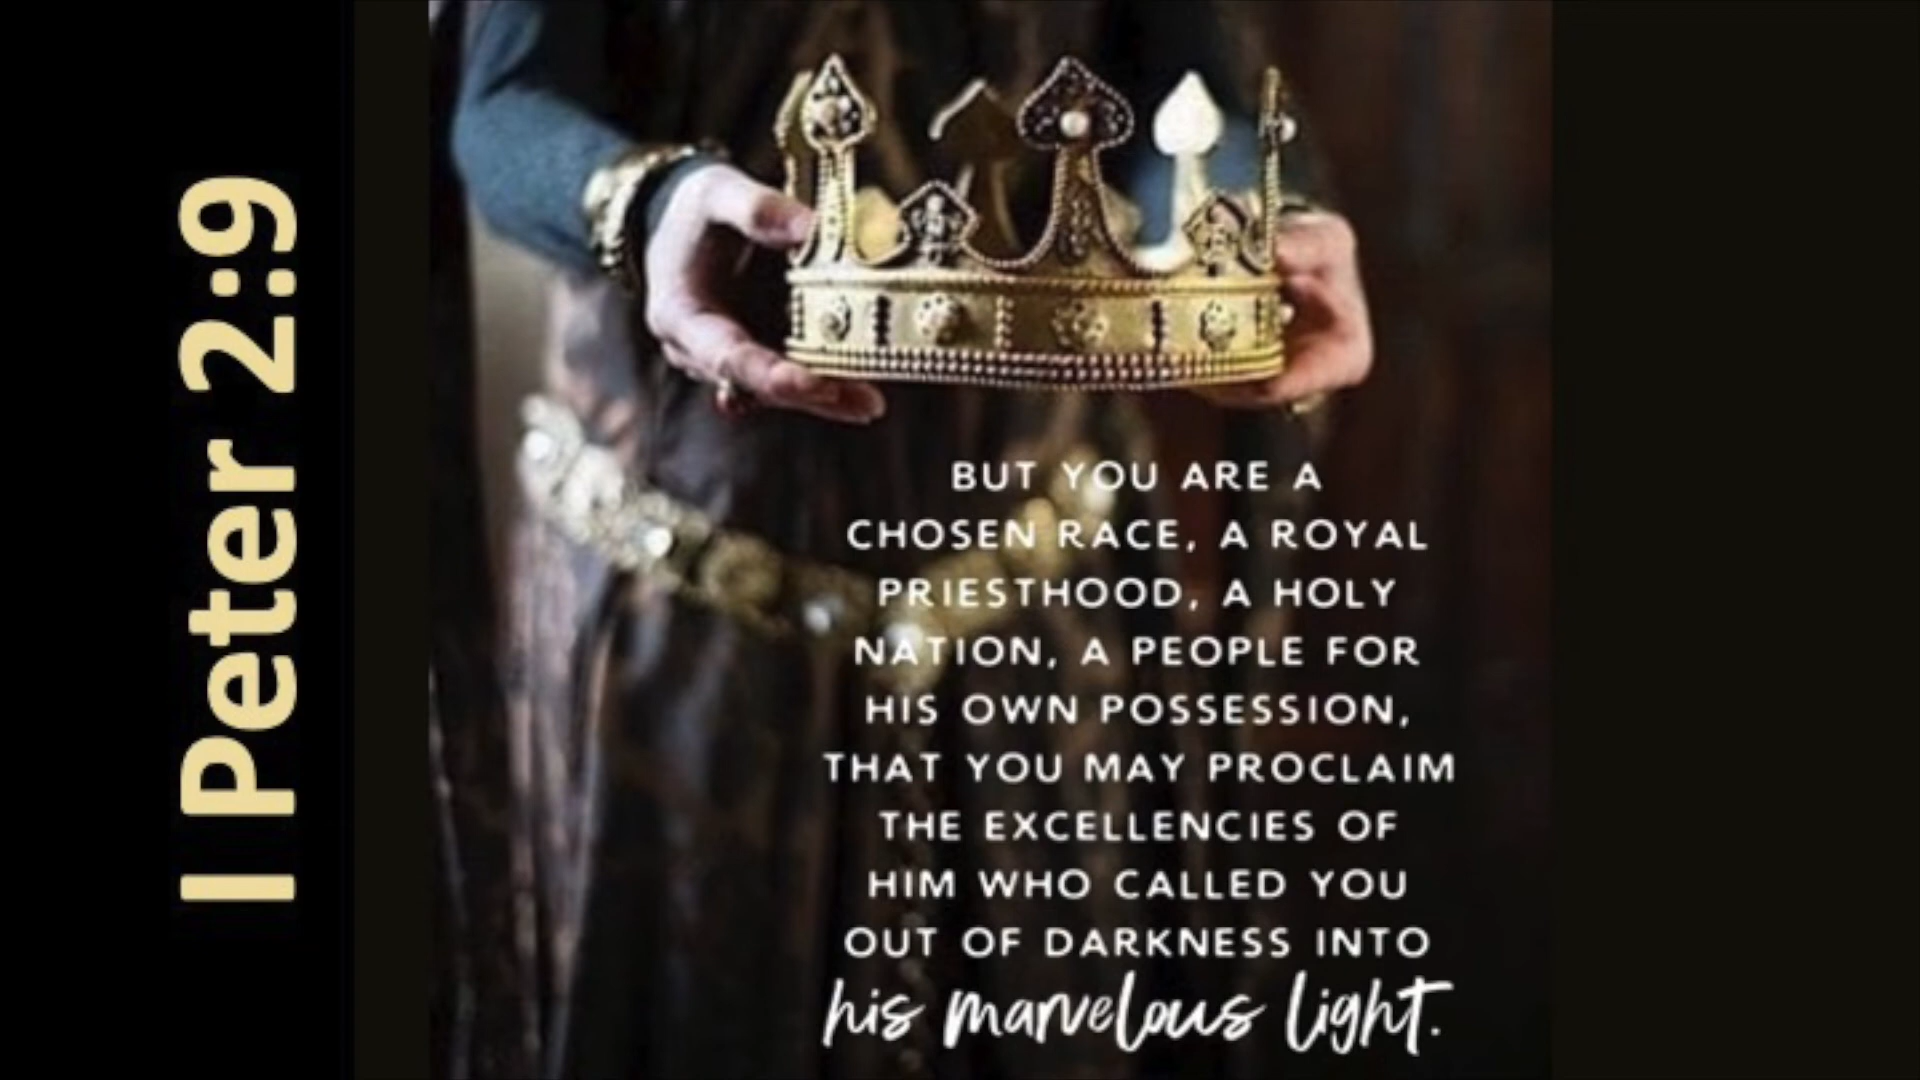 I Peter 2:9
BUT YOU ARE A
CHOSEN RACE, A ROYAL
PRIESTHOOD, A HOLY
NATION, A PEOPLE FOR
HIS OWN POSSESSION,
THAT YOU MAY PROCLAIM
THE EXCELLENCIES OF
HIM WHO CALLED YOU
OUT OF DARKNESS INTO
his marvelous light.